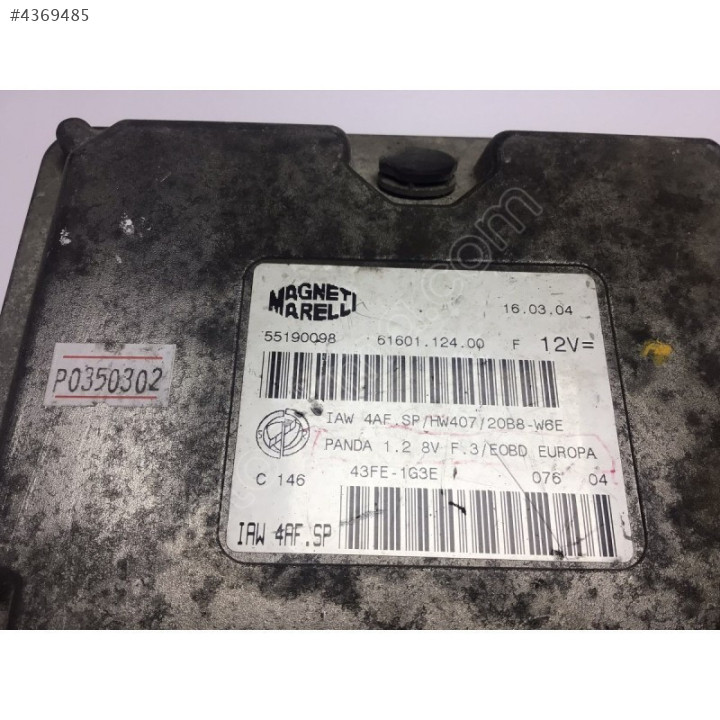 #4369485
MAGNETI
MARELLI
16.03.04
55190098 61601.124.00 F 12V=
P0350302
IAW 4AF.SP/HW407/20B8-W6E
PANDA 1.2 8V F.3/EOBD EUROPA
C 146 43FE-1G3E 076 04
IAW 4AF.SP